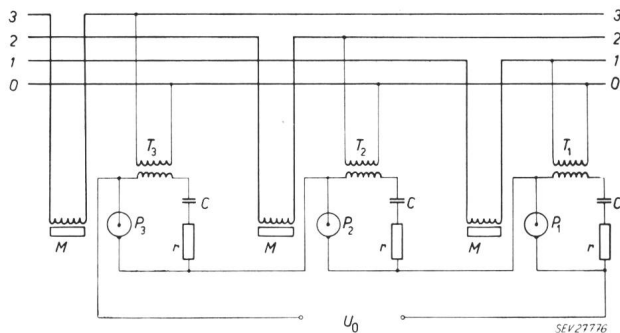 3 3
2 2
1 1
0 0
T3 T2 T1
C C C
P3 P2 P1
M r M r M r
U0
SEV27776